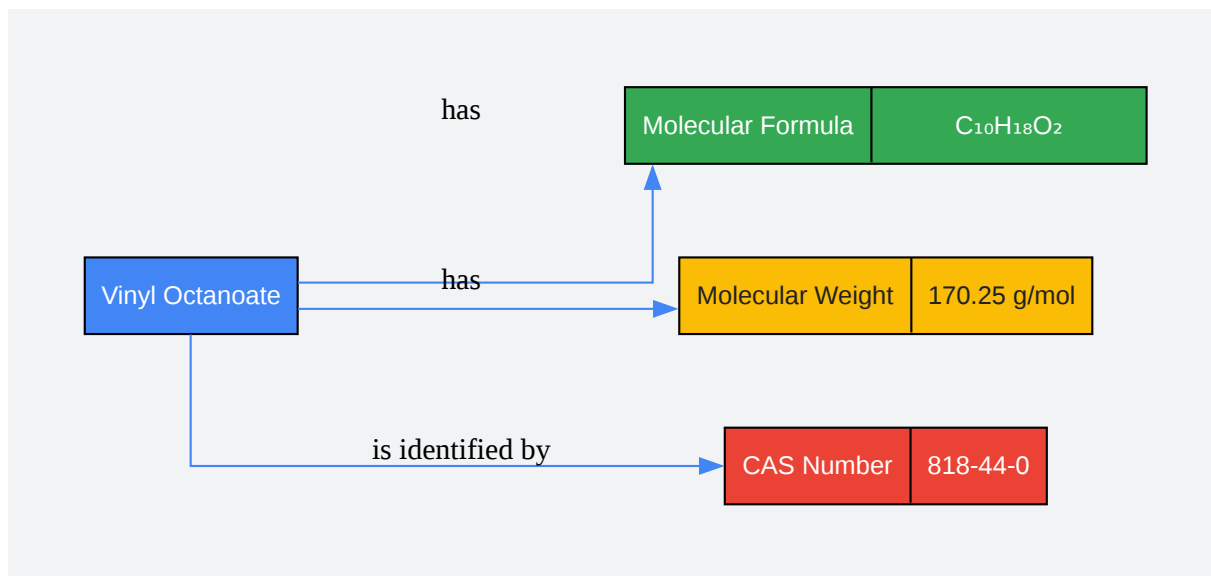 has
Molecular Formula C₁₀H₁₈O₂
Vinyl Octanoate
has
Molecular Weight 170.25 g/mol
is identified by
CAS Number 818-44-0